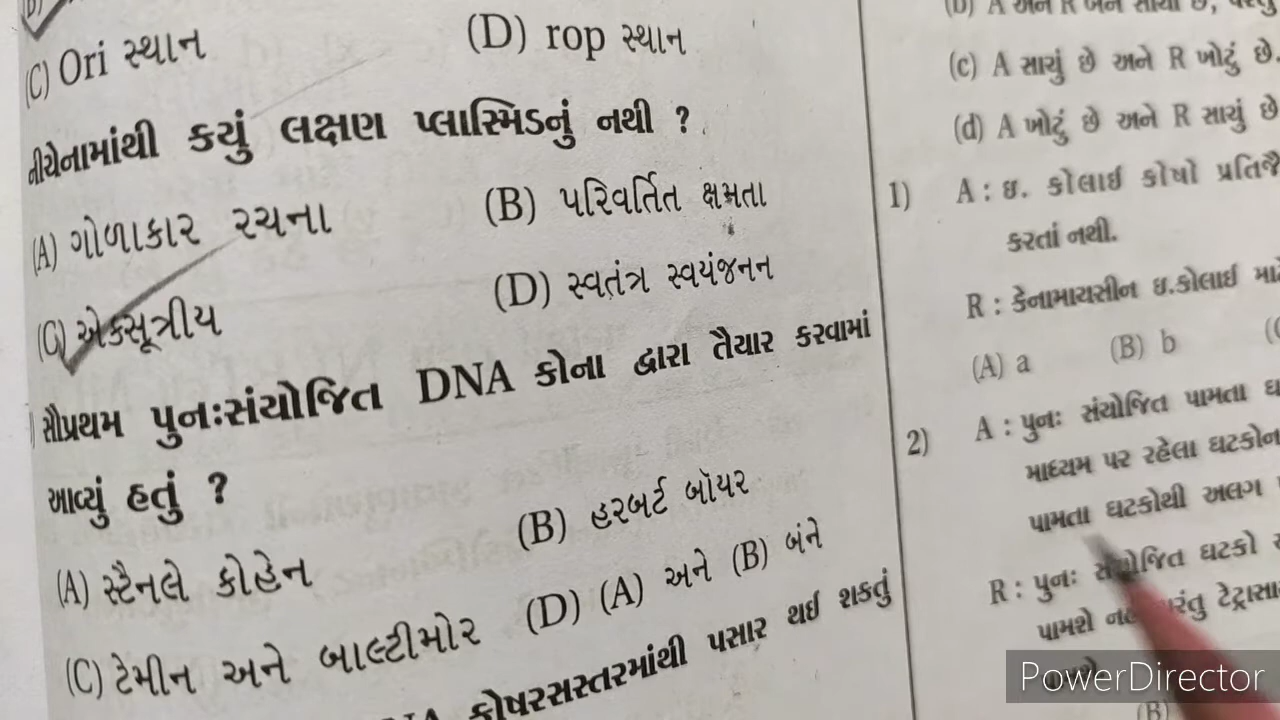 (C) Ori સ્થાન (D) rop સ્થાન
નીચેનામાંથી કયું લક્ષણ પ્લાસ્મિડનું નથી ?
(A) ગોળાકાર રચના (B) પરિવર્તિત ક્ષમતા
(C) એકસૂત્રીય (D) સ્વતંત્ર સ્વયંજનન
સૌપ્રથમ પુનઃસંયોજિત DNA કોના દ્વારા તૈયાર કરવામાં
આવ્યું હતું ?
(A) સ્ટૈનલે કોહેન (B) હરબર્ટ બૉયર
(C) ટેમીન અને બાલ્ટીમોર (D) (A) અને (B) બંને
કોષરસસ્તરમાંથી પસાર થઈ શકતું
(c) A સાચું છે અને R ખોટું છે.
(d) A ખોટું છે અને R સાચું છે
1) A : ઇ. કોલાઈ કોષો
કરતાં નથી.
R : કેનામાયસીન ઇ.કોલાઈ
(A) a (B) b
2) A : પુનઃ સંયોજિત પામતા
માધ્યમ પર રહેલા
પામતા ઘટકોથી અલગ
R : પુનઃ સંયોજિત ઘટકો
પામશે
(B)
PowerDirector